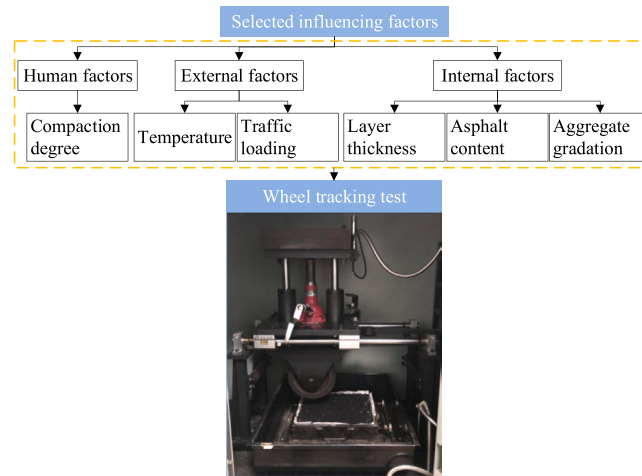 Selected influencing factors
Human factors
External factors
Internal factors
Compaction
degree
Temperature
Traffic
loading
Layer
thickness
Asphalt
content
Aggregate
gradation
Wheel tracking test